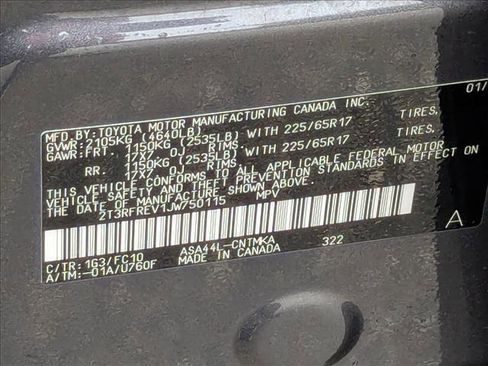 MFD.BY:TOYOTA MOTOR MANUFACTURING CANADA INC. 01/
GVWR:2105KG (4640LB)
GAWR:FRT. 1150KG (2535LB) WITH 225/65R17 TIRES,
17X7 OJ RIMS
RR. 1150KG (2535LB) WITH 225/65R17 TIRES,
17X7 OJ RIMS
THIS VEHICLE CONFORMS TO ALL APPLICABLE FEDERAL MOTOR
VEHICLE SAFETY AND THEFT PREVENTION STANDARDS IN EFFECT ON
THE DATE OF MANUFACTURE SHOWN ABOVE.
2T3RFREV1JW750115 MPV
A
C/TR:1G3/FC10 ASA44L-CNTMKA 322
A/TM:-01A/U760F MADE IN CANADA